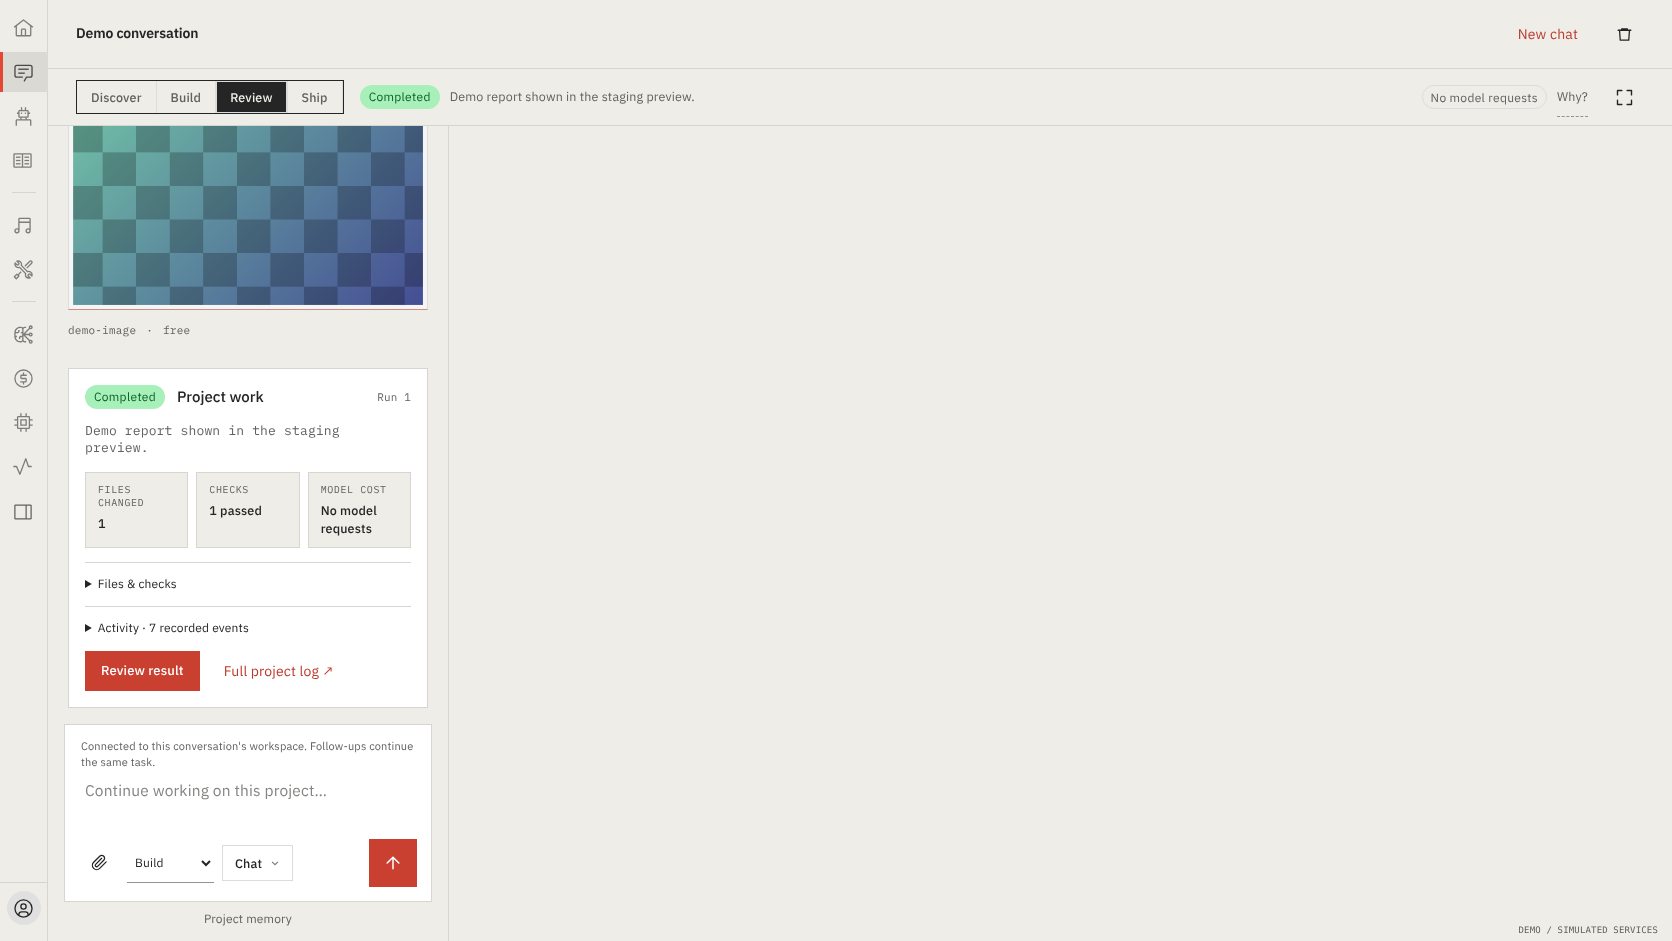 Demo conversation
New chat
Discover
Build
Review
Ship
Completed
Demo report shown in the staging preview.
No model requests
Why?
demo-image · free
Completed
Project work
Run 1
Demo report shown in the staging
preview.
FILES
CHANGED
1
CHECKS
1 passed
MODEL COST
No model
requests
Files & checks
Activity · 7 recorded events
Review result
Full project log ↗
Connected to this conversation's workspace. Follow-ups continue
the same task.
Continue working on this project...
Build
Chat
Project memory
DEMO / SIMULATED SERVICES